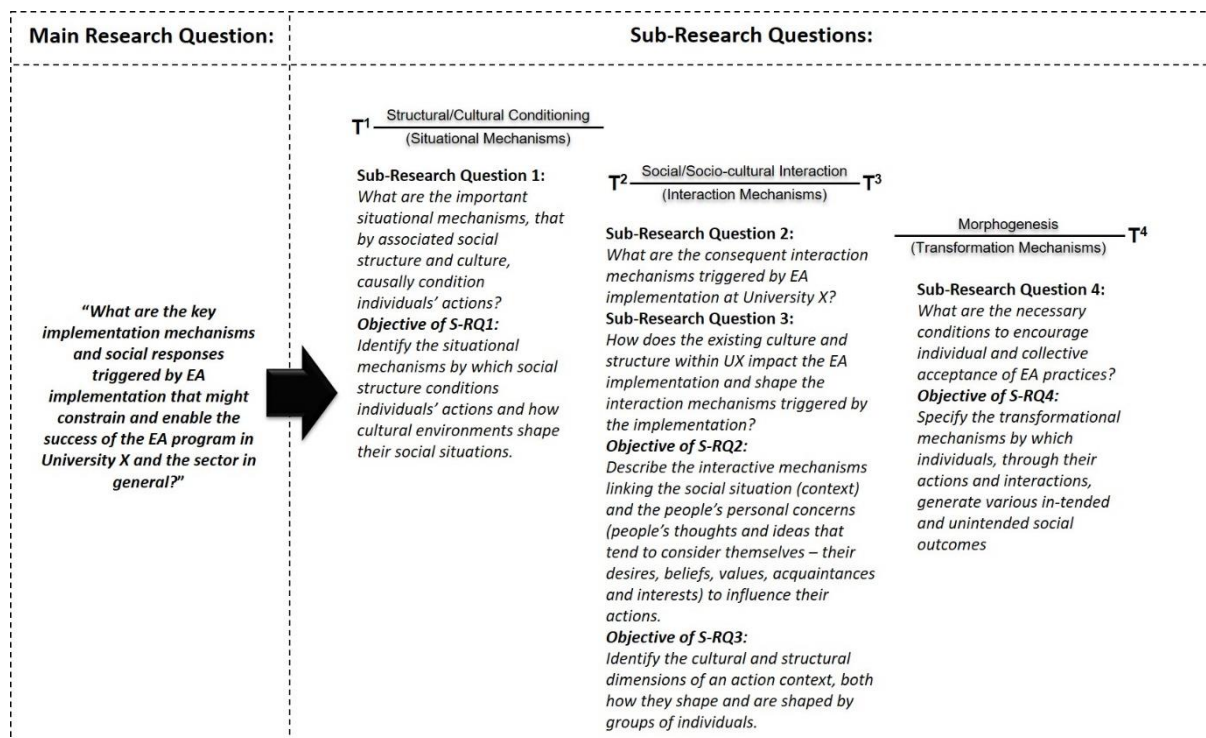 Main Research Question:
Sub-Research Questions:
"What are the key
implementation mechanisms
and social responses
triggered by EA
implementation that might
constrain and enable the
success of the EA program in
University X and the sector in
general?"
T1 Structural/Cultural Conditioning
(Situational Mechanisms)
Sub-Research Question 1:
What are the important
situational mechanisms, that
by associated social
structure and culture,
causally condition
individuals' actions?
Objective of S-RQ1:
Identify the situational
mechanisms by which social
structure conditions
individuals' actions and how
cultural environments shape
their social situations.
T2 Social/Socio-cultural Interaction T3
(Interaction Mechanisms)
Sub-Research Question 2:
What are the consequent interaction
mechanisms triggered by EA
implementation at University X?
Sub-Research Question 3:
How does the existing culture and
structure within UX impact the EA
implementation and shape the
interaction mechanisms triggered by
the implementation?
Objective of S-RQ2:
Describe the interactive mechanisms
linking the social situation (context)
and the people's personal concerns
(people's thoughts and ideas that
tend to consider themselves – their
desires, beliefs, values, acquaintances
and interests) to influence their
actions.
Objective of S-RQ3:
Identify the cultural and structural
dimensions of an action context, both
how they shape and are shaped by
groups of individuals.
Morphogenesis T4
(Transformation Mechanisms)
Sub-Research Question 4:
What are the necessary
conditions to encourage
individual and collective
acceptance of EA practices?
Objective of S-RQ4:
Specify the transformational
mechanisms by which
individuals, through their
actions and interactions,
generate various in-tended
and unintended social
outcomes